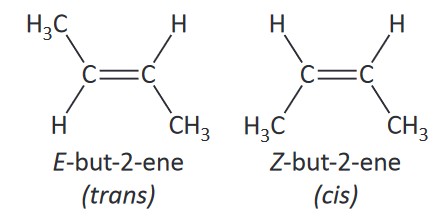 H₃C H H H
C C C C
H CH₃ H₃C CH₃
E-but-2-ene Z-but-2-ene
(trans) (cis)